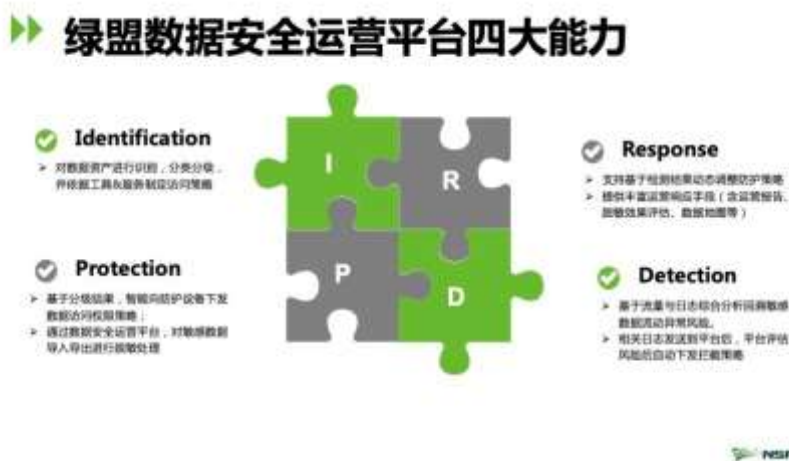 绿盟数据安全运营平台四大能力
Identification
对数据资产进行识别，分类分级，
并依据工具&服务制定访问策略
Protection
基于分级结果，智能向防护设备下发
数据访问权限策略；
通过数据安全运营平台，对敏感数据
导入导出进行脱敏处理
I
R
P
D
Response
支持基于检测结果动态调整防护策略
提供丰富运营响应手段（含运营报告、
脱敏效果评估、数据地图等）
Detection
基于流量与日志综合分析回溯敏感
数据流动异常风险。
相关日志发送到平台后，平台评估
风险后自动下发拦截策略